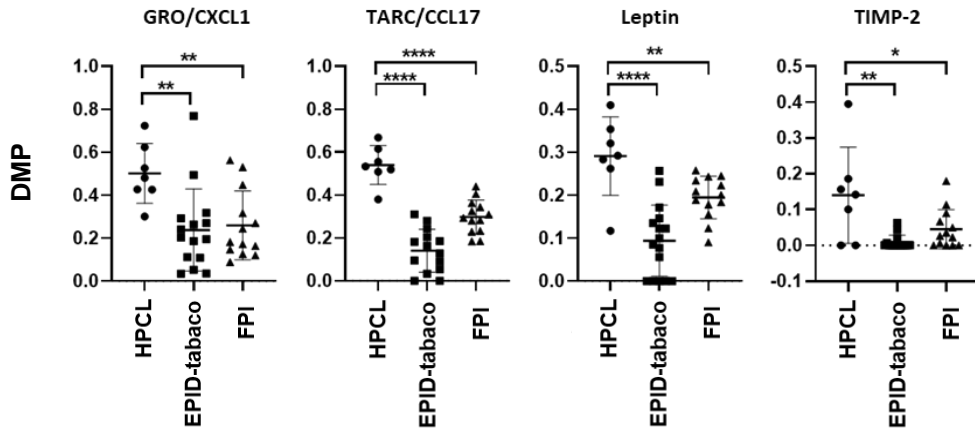 GRO/CXCL1
TARC/CCL17
Leptin
TIMP-2
DMP
1.0
0.8
0.6
0.4
0.2
0.0
**
**
HPCL
EPID-tabaco
FPI
1.0
0.8
0.6
0.4
0.2
0.0
****
****
HPCL
EPID-tabaco
FPI
0.5
0.4
0.3
0.2
0.1
0.0
**
****
HPCL
EPID-tabaco
FPI
0.5
0.4
0.3
0.2
0.1
0.0
-0.1
*
**
HPCL
EPID-tabaco
FPI